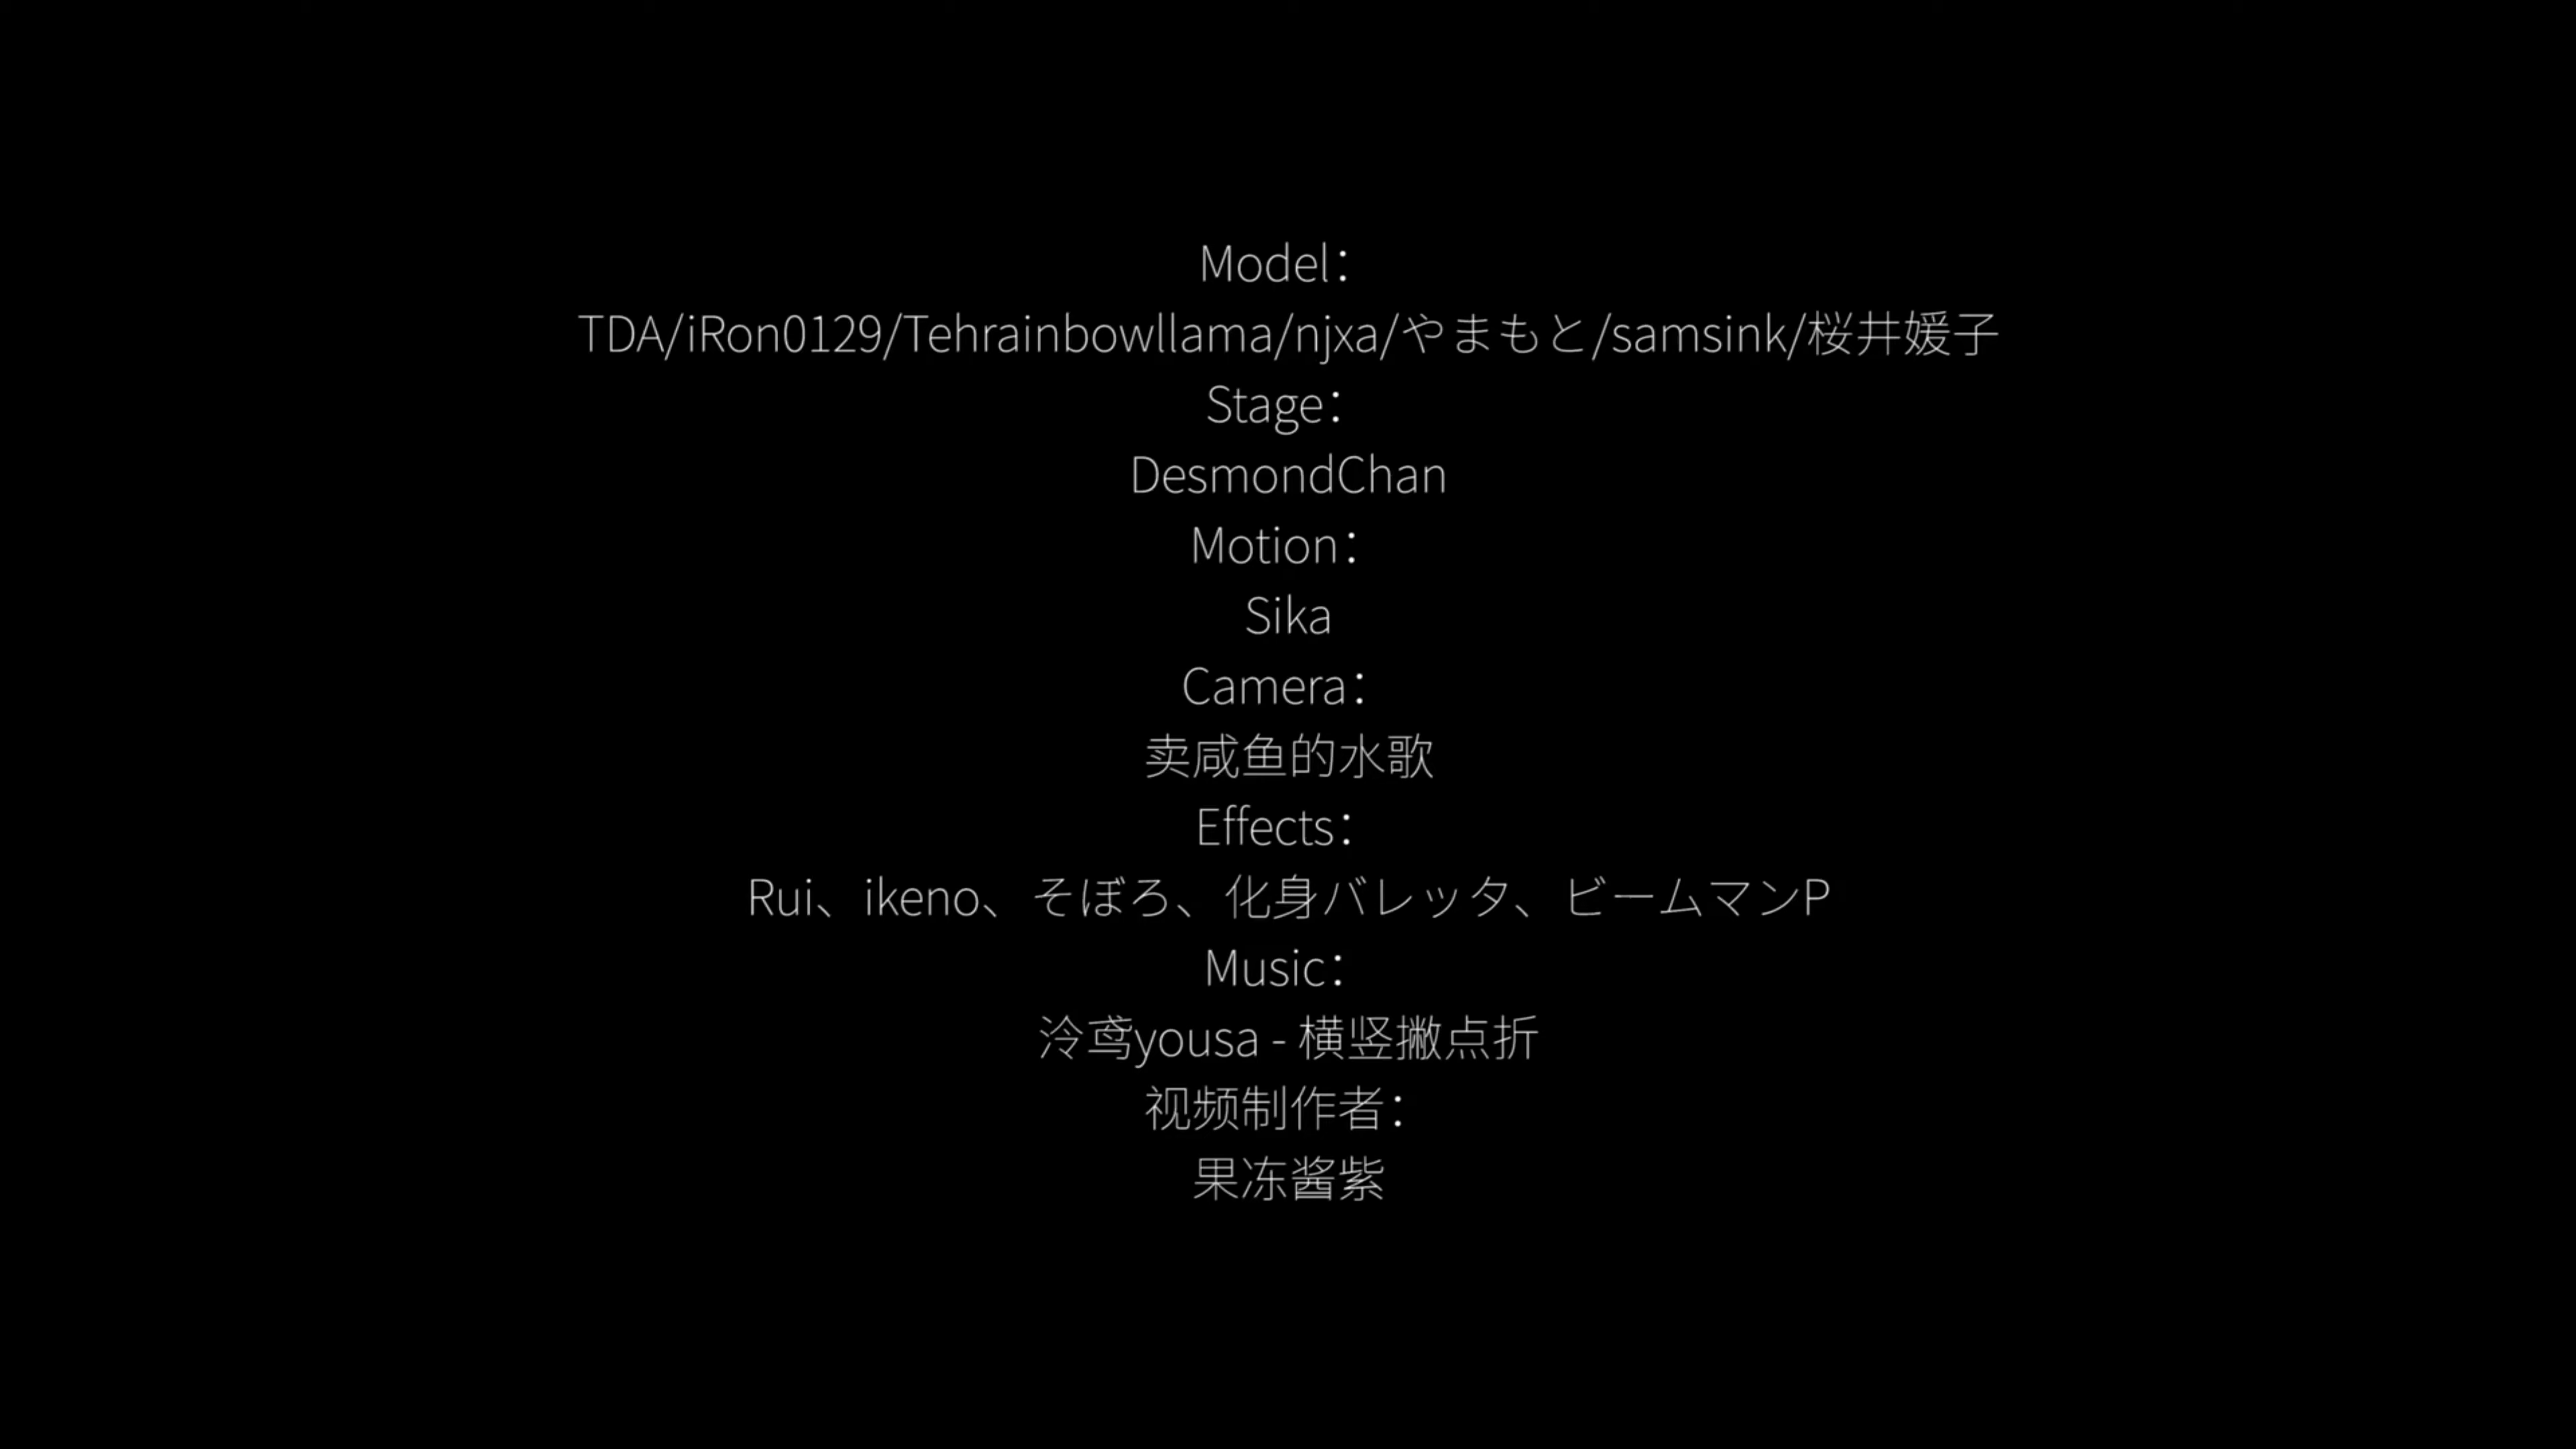 Model：
TDA/iRon0129/Tehrainbowllama/njxa/やまもと/samsink/桜井媛子
Stage：
DesmondChan
Motion：
Sika
Camera：
卖咸鱼的水歌
Effects：
Rui、ikeno、そぼろ、化身バレッタ、ビームマンP
Music：
泠鸢yousa - 横竖撇点折
视频制作者：
果冻酱紫